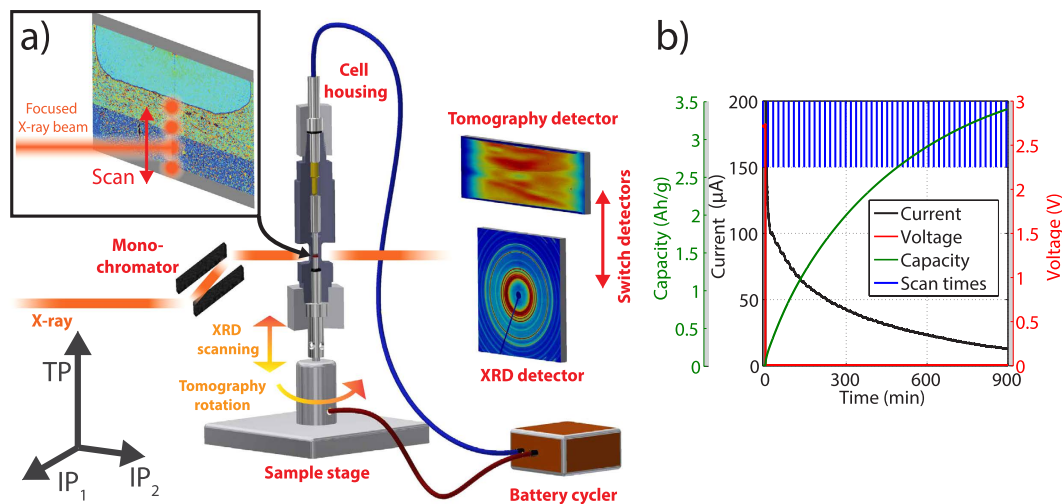 a)
Focused
X-ray beam
Scan
Cell
housing
Tomography detector
Switch detectors
Mono-
chromator
X-ray
XRD
scanning
XRD detector
Tomography
rotation
TP
IP1
IP2
Sample stage
Battery cycler
b)
3.5
3
2.5
2
1.5
1
0.5
0
Capacity (Ah/g)
200
150
100
50
0
Current (µA)
Current
Voltage
Capacity
Scan times
3
2.5
2
1.5
1
0.5
0
Voltage (V)
0
300
600
900
Time (min)